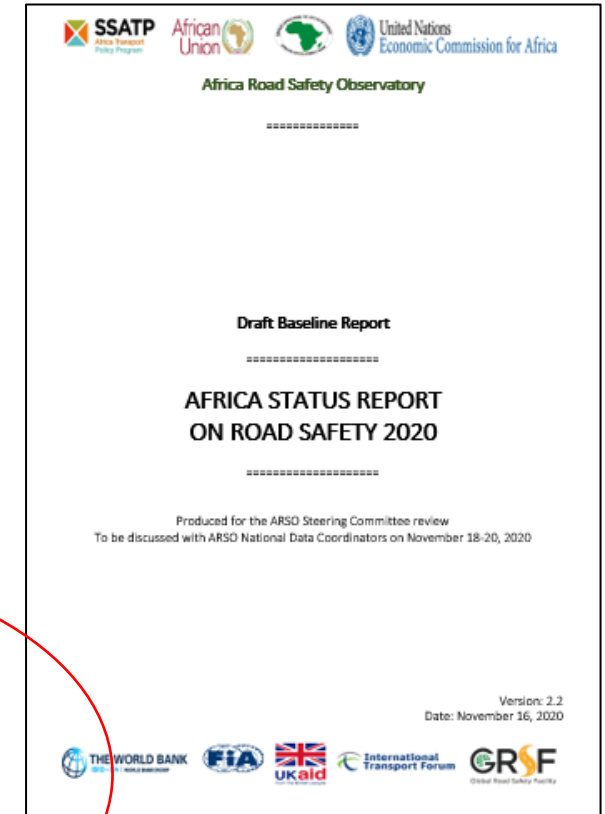 SSATP
Africa Transport
Policy Program
African
Union
United Nations
Economic Commission for Africa
Africa Road Safety Observatory
==============
Draft Baseline Report
====================
AFRICA STATUS REPORT
ON ROAD SAFETY 2020
====================
Produced for the ARSO Steering Committee review
To be discussed with ARSO National Data Coordinators on November 18-20, 2020
Version: 2.2
Date: November 16, 2020
THE WORLD BANK
FiA
UKaid
International
Transport Forum
GRSF
Global Road Safety Facility